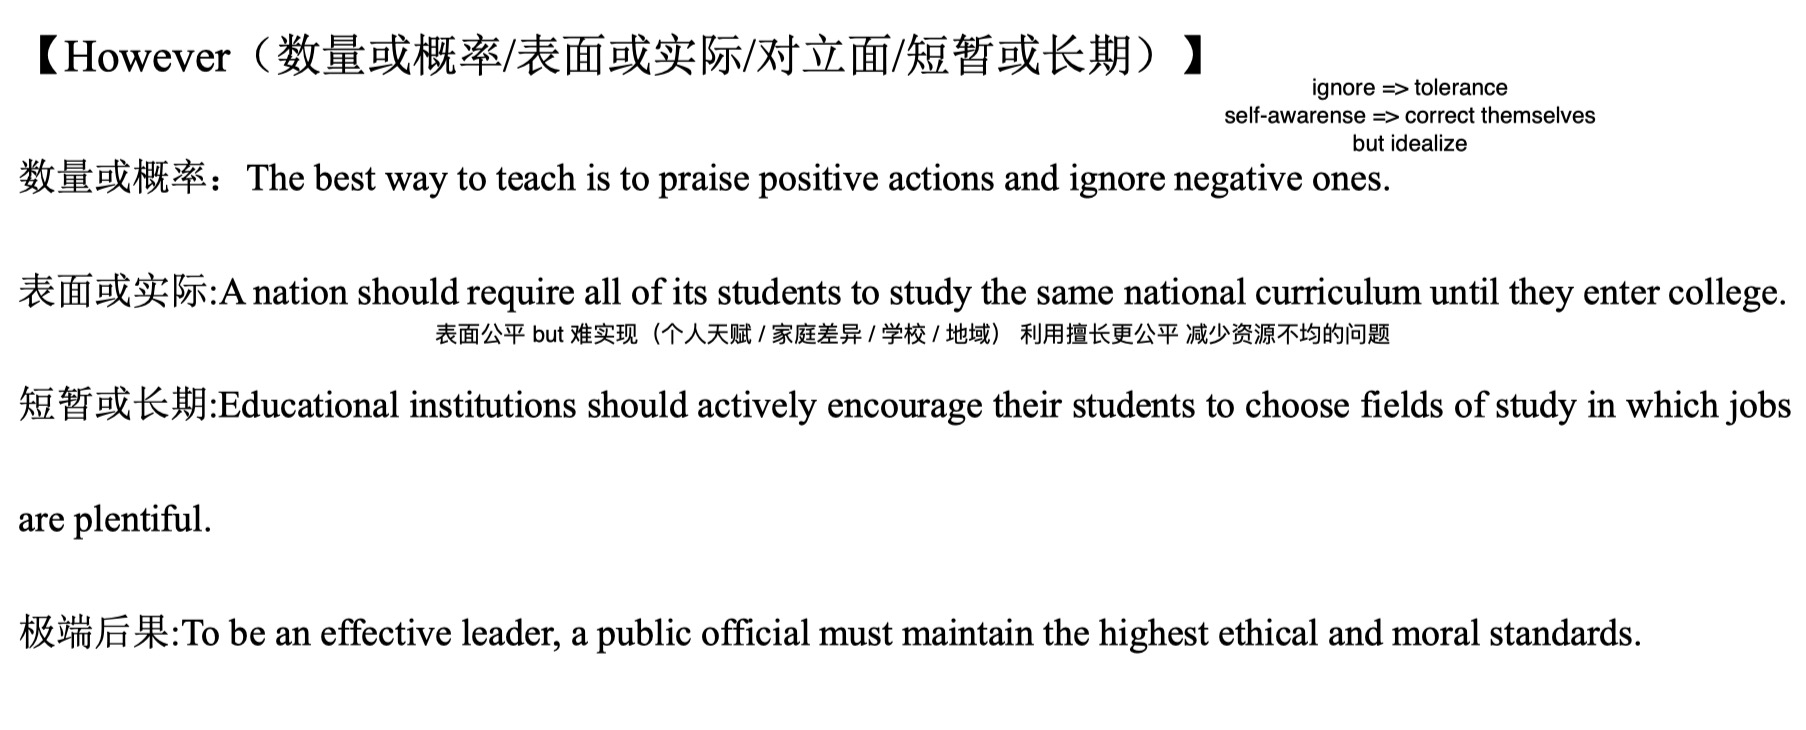 【However（数量或概率/表面或实际/对立面/短暂或长期）】
ignore => tolerance
self-awarense => correct themselves
but idealize
数量或概率：The best way to teach is to praise positive actions and ignore negative ones.
表面或实际:A nation should require all of its students to study the same national curriculum until they enter college.
表面公平 but 难实现（个人天赋 / 家庭差异 / 学校 / 地域） 利用擅长更公平 减少资源不均的问题
短暂或长期:Educational institutions should actively encourage their students to choose fields of study in which jobs
are plentiful.
极端后果:To be an effective leader, a public official must maintain the highest ethical and moral standards.